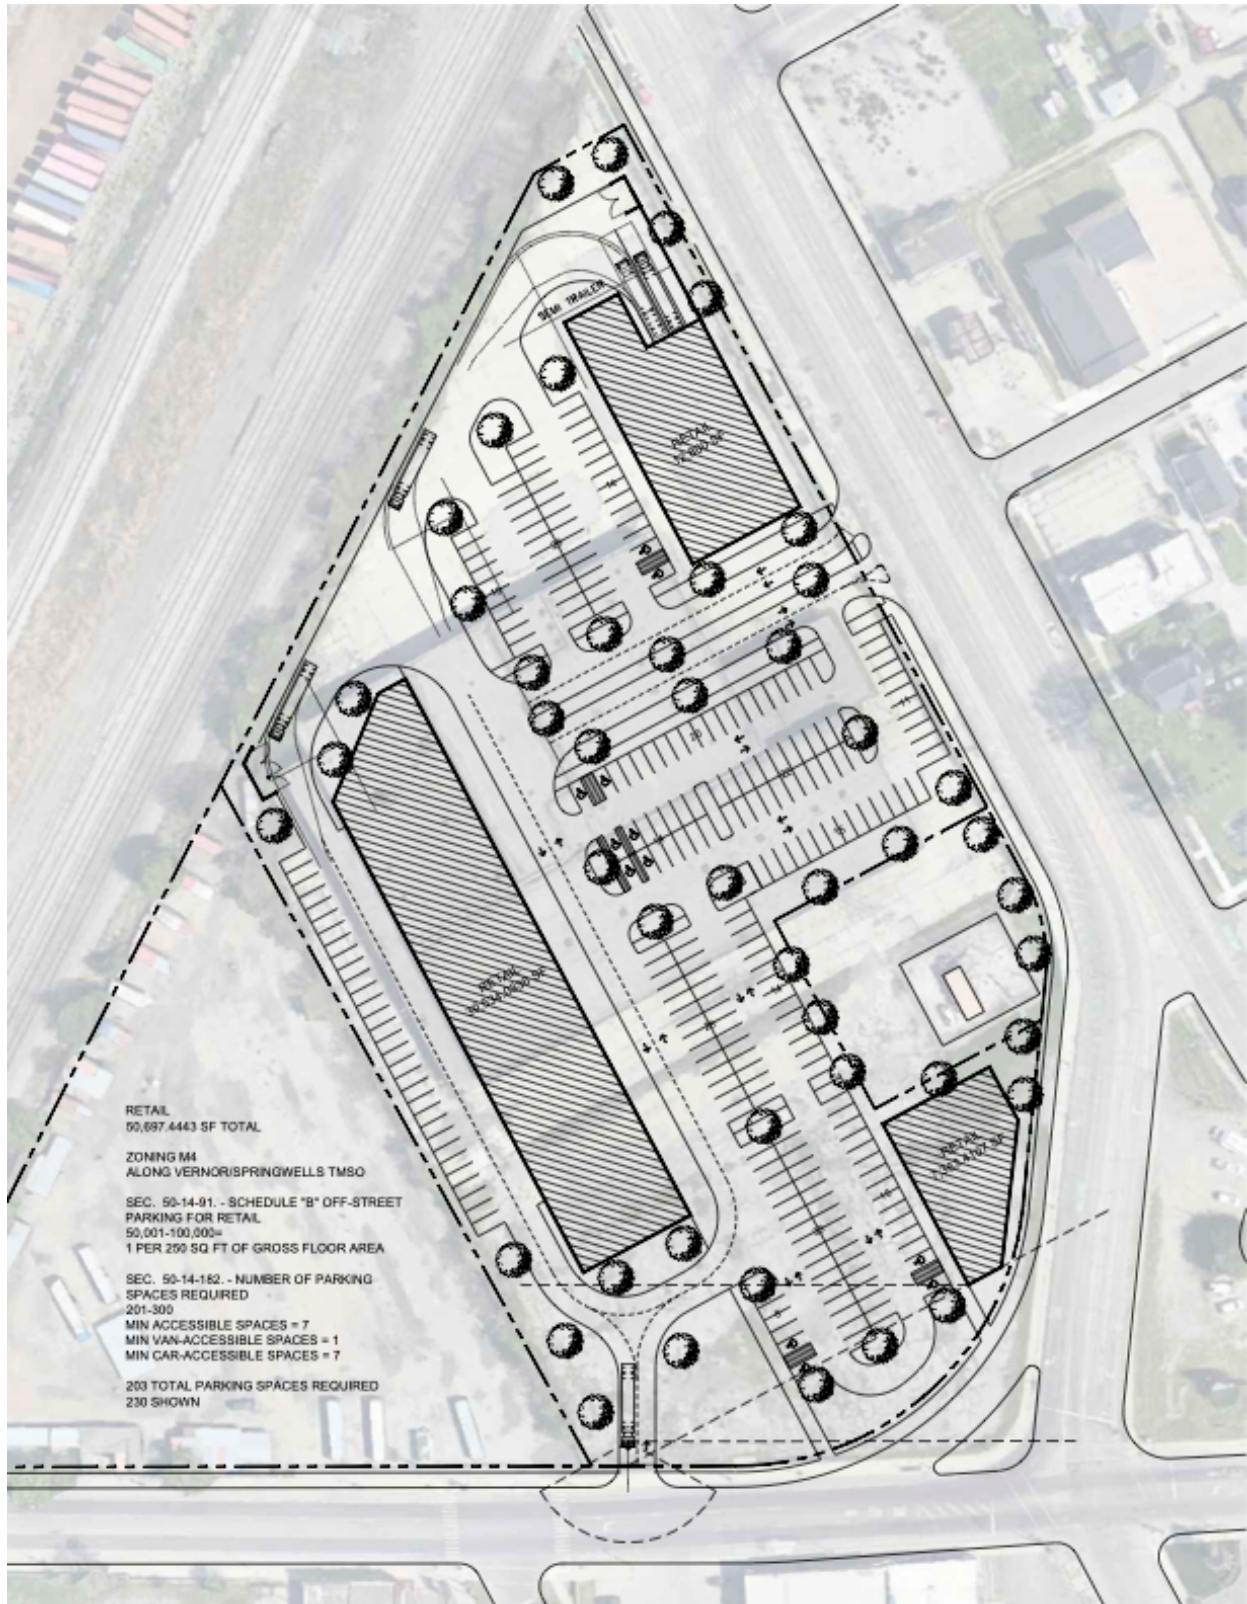 SEMI TRAILER
RETAIL
RETAIL
RETAIL
RETAIL
50,697.4443 SF TOTAL
ZONING M4
ALONG VERNOR/SPRINGWELLS TMSO
SEC. 50-14-91. - SCHEDULE "B" OFF-STREET
PARKING FOR RETAIL
50,001-100,000=
1 PER 250 SQ FT OF GROSS FLOOR AREA
SEC. 50-14-182. - NUMBER OF PARKING
SPACES REQUIRED
201-300
MIN ACCESSIBLE SPACES = 7
MIN VAN-ACCESSIBLE SPACES = 1
MIN CAR-ACCESSIBLE SPACES = 7
203 TOTAL PARKING SPACES REQUIRED
230 SHOWN